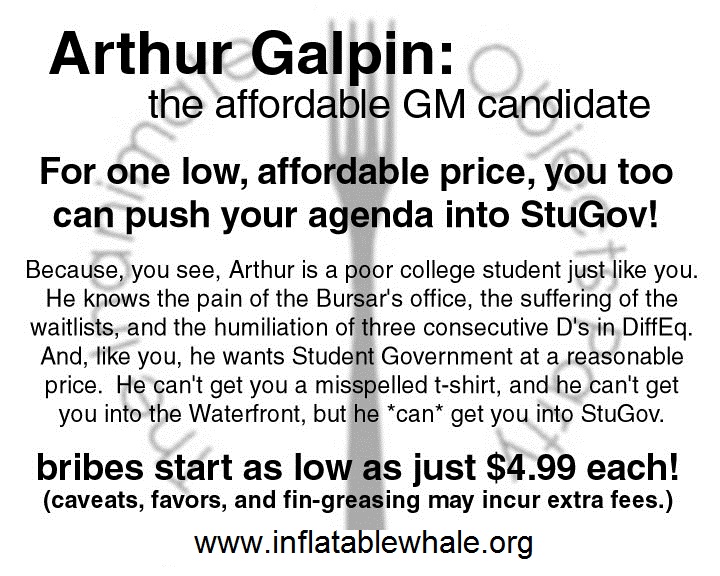 Arthur Galpin:
the affordable GM candidate
For one low, affordable price, you too
can push your agenda into StuGov!
Because, you see, Arthur is a poor college student just like you.
He knows the pain of the Bursar's office, the suffering of the
waitlists, and the humiliation of three consecutive D's in DiffEq.
And, like you, he wants Student Government at a reasonable
price.  He can't get you a misspelled t-shirt, and he can't get
you into the Waterfront, but he *can* get you into StuGov.
bribes start as low as just $4.99 each!
(caveats, favors, and fin-greasing may incur extra fees.)
www.inflatablewhale.org
The Inanimate Objects Party